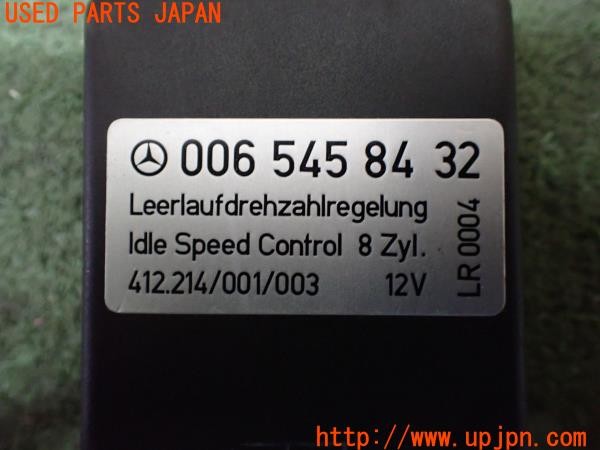 USED PARTS JAPAN
006 545 84 32
Leerlaufdrehzahlregelung
Idle Speed Control 8 Zyl.
412.214/001/003 12V
LR 0004
U-PARTS
http://www.upjpn.com/